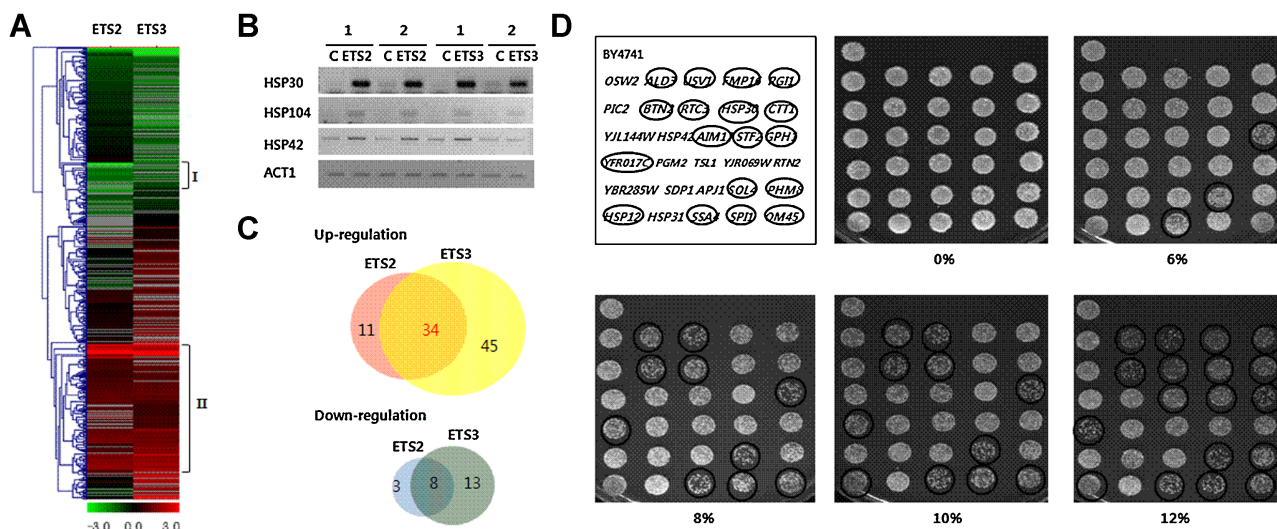 A
ETS2 ETS3
I
II
-3.0 0.0 3.0
B
1 2 1 2
C ETS2 C ETS2 C ETS3 C ETS3
HSP30
HSP104
HSP42
ACT1
C
Up-regulation
ETS2 ETS3
11 34 45
Down-regulation
ETS2 ETS3
3 8 13
D
BY4741
OSW2 ALD3 USV1 FMP16 RGI1
PIC2 BTN2 RTC3 HSP30 CTT1
YJL144W HSP42 AIM1 STF2 GPH1
YFR017C PGM2 TSL1 YJR069W RTN2
YBR285W SDP1 APJ1 SOL4 PHM8
HSP12 HSP31 SSA4 SPI1 OM45
0%
6%
8%
10%
12%